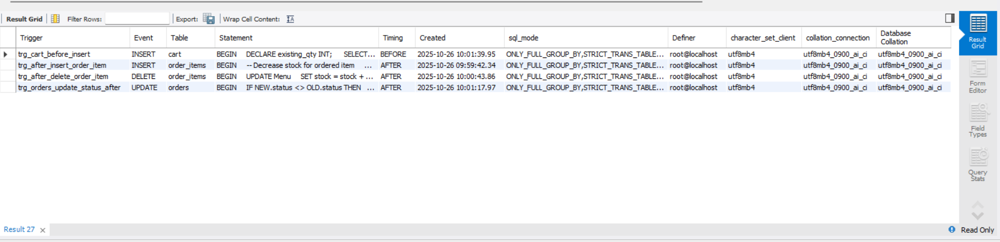 Result Grid Filter Rows: Export: Wrap Cell Content: IA
Trigger Event Table Statement Timing Created sql_mode Definer character_set_client collation_connection Database Collation
trg_cart_before_insert INSERT cart BEGIN DECLARE existing_qty INT; SELECT... BEFORE 2025-10-26 10:01:39.95 ONLY_FULL_GROUP_BY,STRICT_TRANS_TABLE... root@localhost utf8mb4 utf8mb4_0900_ai_ci utf8mb4_0900_ai_ci
trg_after_insert_order_item INSERT order_items BEGIN -- Decrease stock for ordered item ... AFTER 2025-10-26 09:59:42.34 ONLY_FULL_GROUP_BY,STRICT_TRANS_TABLE... root@localhost utf8mb4 utf8mb4_0900_ai_ci utf8mb4_0900_ai_ci
trg_after_delete_order_item DELETE order_items BEGIN UPDATE Menu SET stock = stock + ... AFTER 2025-10-26 10:00:43.86 ONLY_FULL_GROUP_BY,STRICT_TRANS_TABLE... root@localhost utf8mb4 utf8mb4_0900_ai_ci utf8mb4_0900_ai_ci
trg_orders_update_status_after UPDATE orders BEGIN IF NEW.status <> OLD.status THEN ... AFTER 2025-10-26 10:01:17.97 ONLY_FULL_GROUP_BY,STRICT_TRANS_TABLE... root@localhost utf8mb4 utf8mb4_0900_ai_ci utf8mb4_0900_ai_ci
Result
Grid
Form
Editor
Field
Types
Query
Stats
Result 27
Read Only